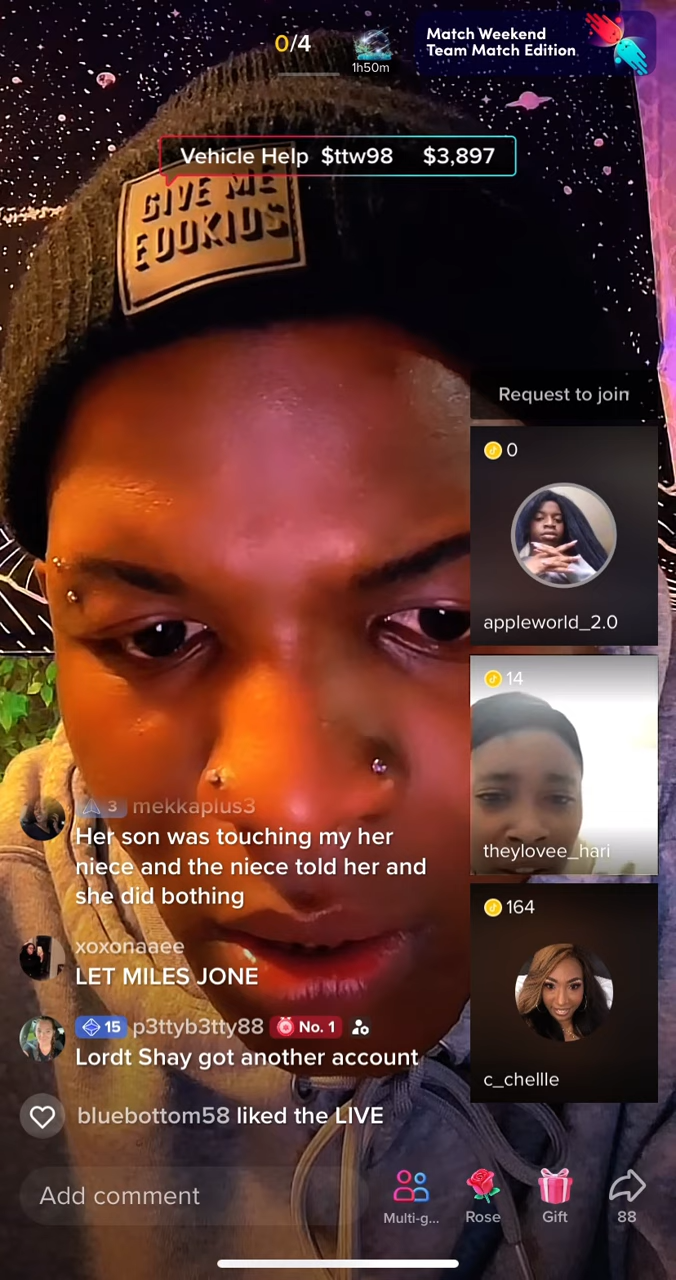 0/4
1h50m
Match Weekend
Team Match Edition
Vehicle Help $ttw98 $3,897
GIVE ME
EDOKIDS
Request to join
0
appleworld_2.0
14
theylovee_hari
164
c_chellle
3 mekkaplus3
Her son was touching my her
niece and the niece told her and
she did bothing
xoxonaaee
LET MILES JONE
15 p3ttyb3tty88 No. 1
Lordt Shay got another account
bluebottom58 liked the LIVE
Add comment
Multi-g...
Rose
Gift
88